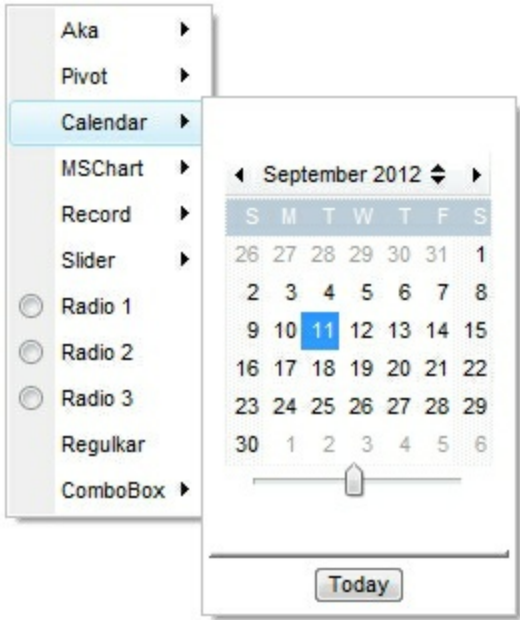 Aka
Pivot
Calendar
MSChart
Record
Slider
Radio 1
Radio 2
Radio 3
Regulkar
ComboBox
September 2012
S M T W T F S
26 27 28 29 30 31 1
2 3 4 5 6 7 8
9 10 11 12 13 14 15
16 17 18 19 20 21 22
23 24 25 26 27 28 29
30 1 2 3 4 5 6
Today